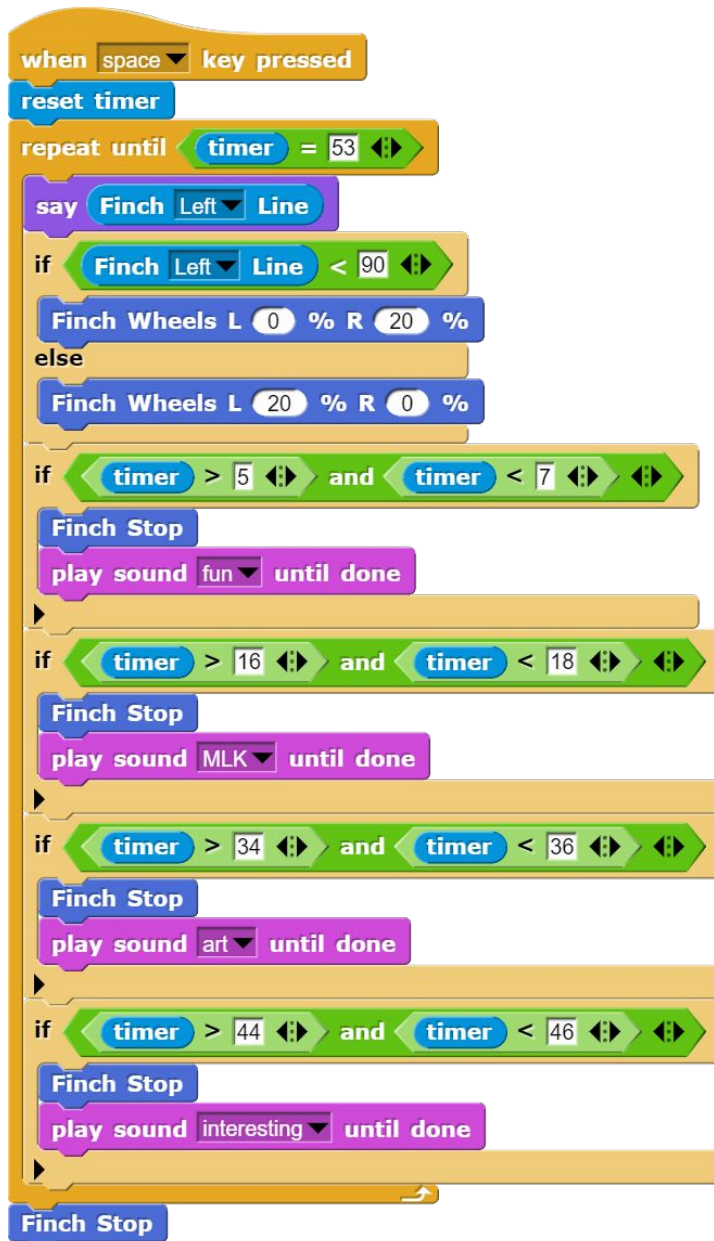 when space key pressed
reset timer
repeat until timer = 53
say Finch Left Line
if Finch Left Line < 90
Finch Wheels L 0 % R 20 %
else
Finch Wheels L 20 % R 0 %
if timer > 5 and timer < 7
Finch Stop
play sound fun until done
if timer > 16 and timer < 18
Finch Stop
play sound MLK until done
if timer > 34 and timer < 36
Finch Stop
play sound art until done
if timer > 44 and timer < 46
Finch Stop
play sound interesting until done
Finch Stop